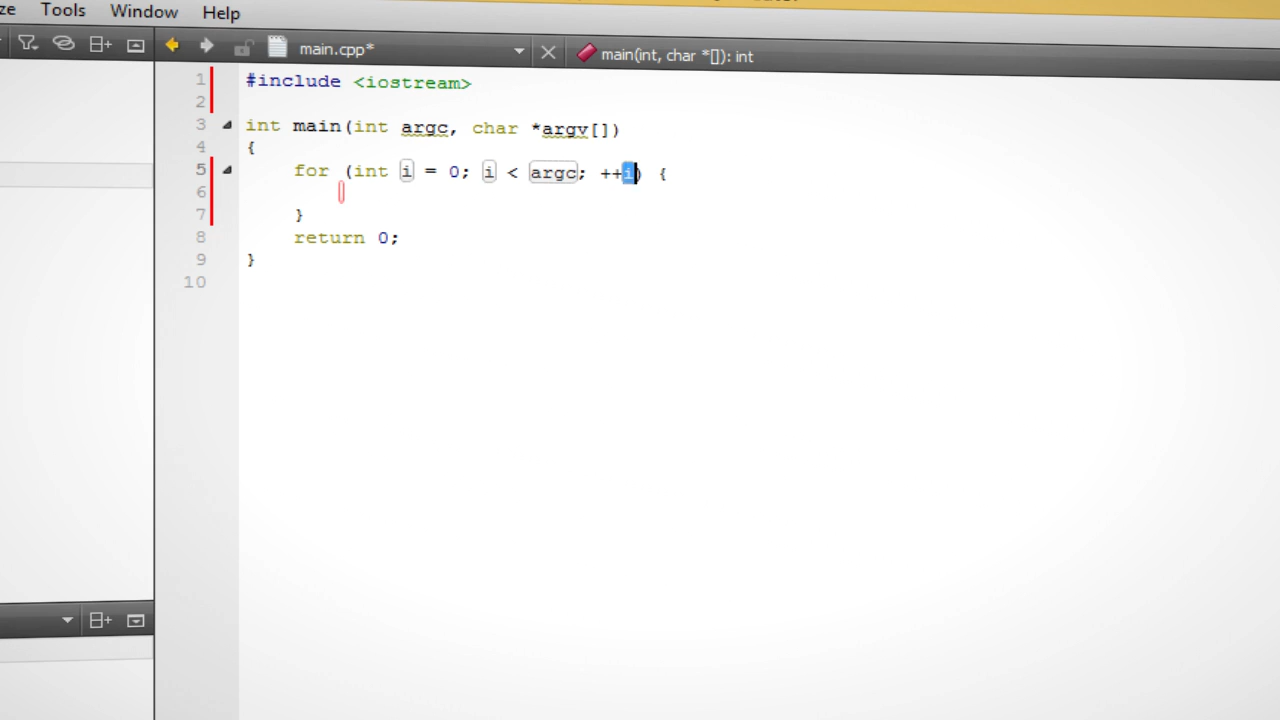 ze Tools Window Help
main.cpp* main(int, char *[]): int
1 #include <iostream>
2
3 int main(int argc, char *argv[])
4 {
5 for (int i = 0; i < argc; ++i) {
6
7 }
8 return 0;
9 }
10